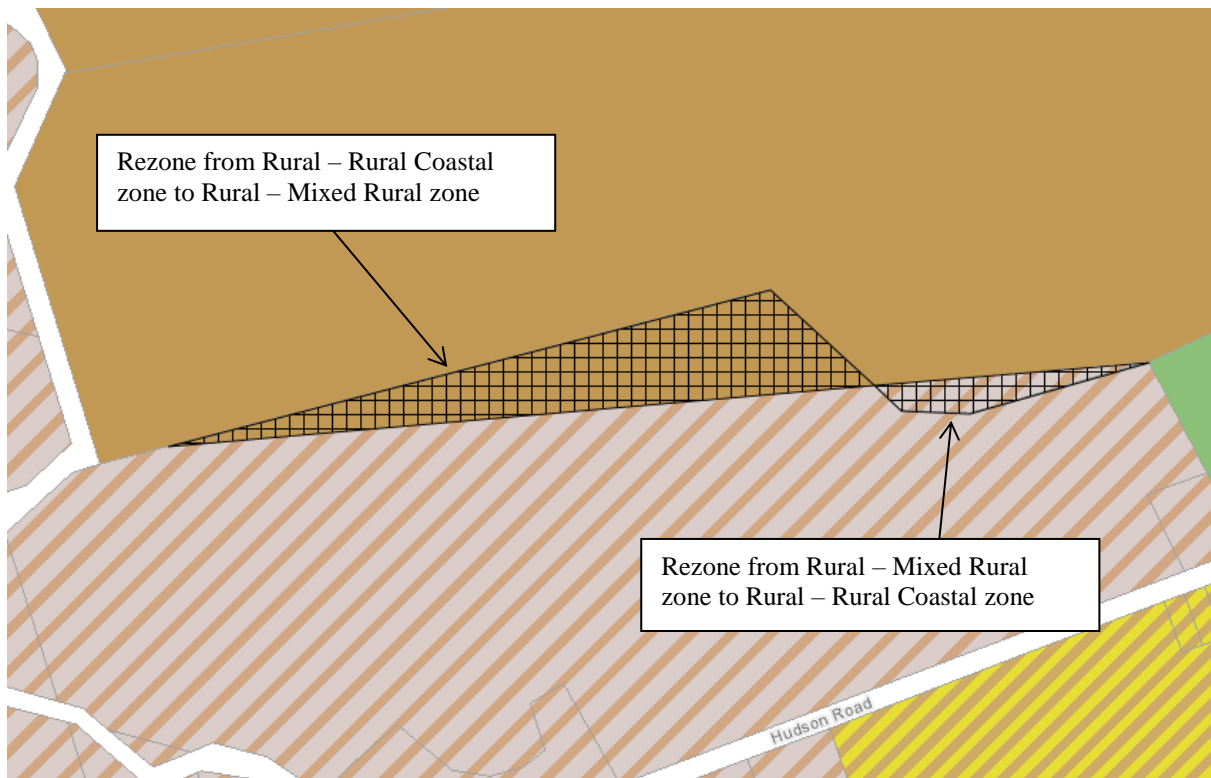 Rezone from Rural – Rural Coastal
zone to Rural – Mixed Rural zone
Rezone from Rural – Mixed Rural
zone to Rural – Rural Coastal zone
Hudson Road